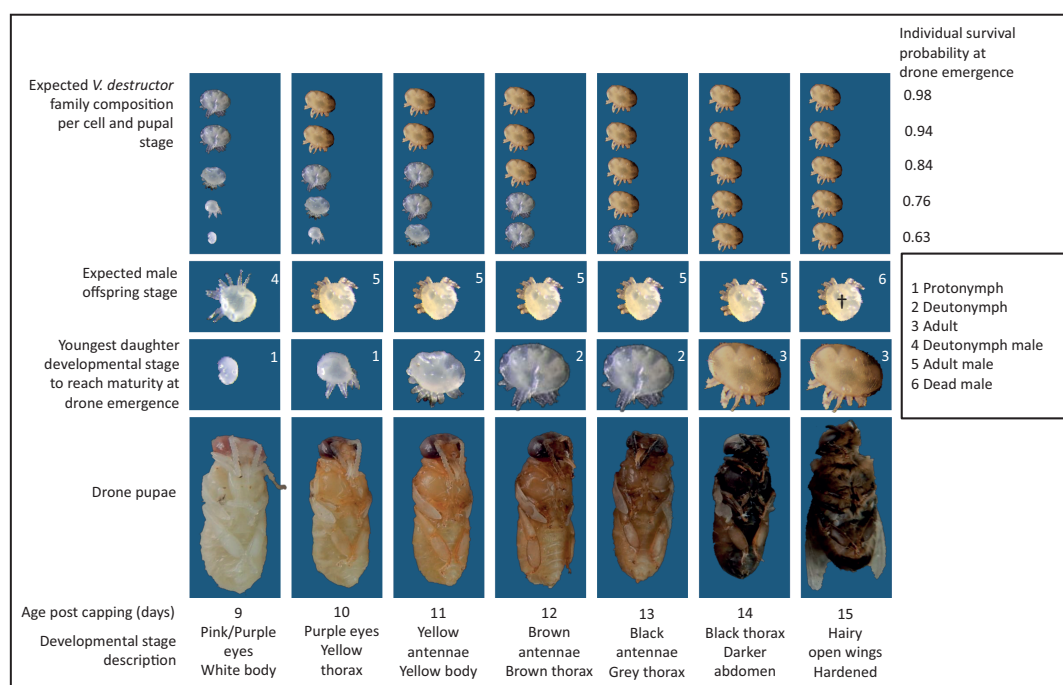 Individual survival
probability at
drone emergence
Expected V. destructor
family composition
per cell and pupal
stage
0.98
0.94
0.84
0.76
0.63
Expected male
offspring stage
4
5
5
5
5
5
6
†
1 Protonymph
2 Deutonymph
3 Adult
4 Deutonymph male
5 Adult male
6 Dead male
Youngest daughter
developmental stage
to reach maturity at
drone emergence
1
1
2
2
2
3
3
Drone pupae
Age post capping (days)
9
10
11
12
13
14
15
Developmental stage
description
Pink/Purple
eyes
White body
Purple eyes
Yellow
thorax
Yellow
antennae
Yellow body
Brown
antennae
Brown thorax
Black
antennae
Grey thorax
Black thorax
Darker
abdomen
Hairy
open wings
Hardened